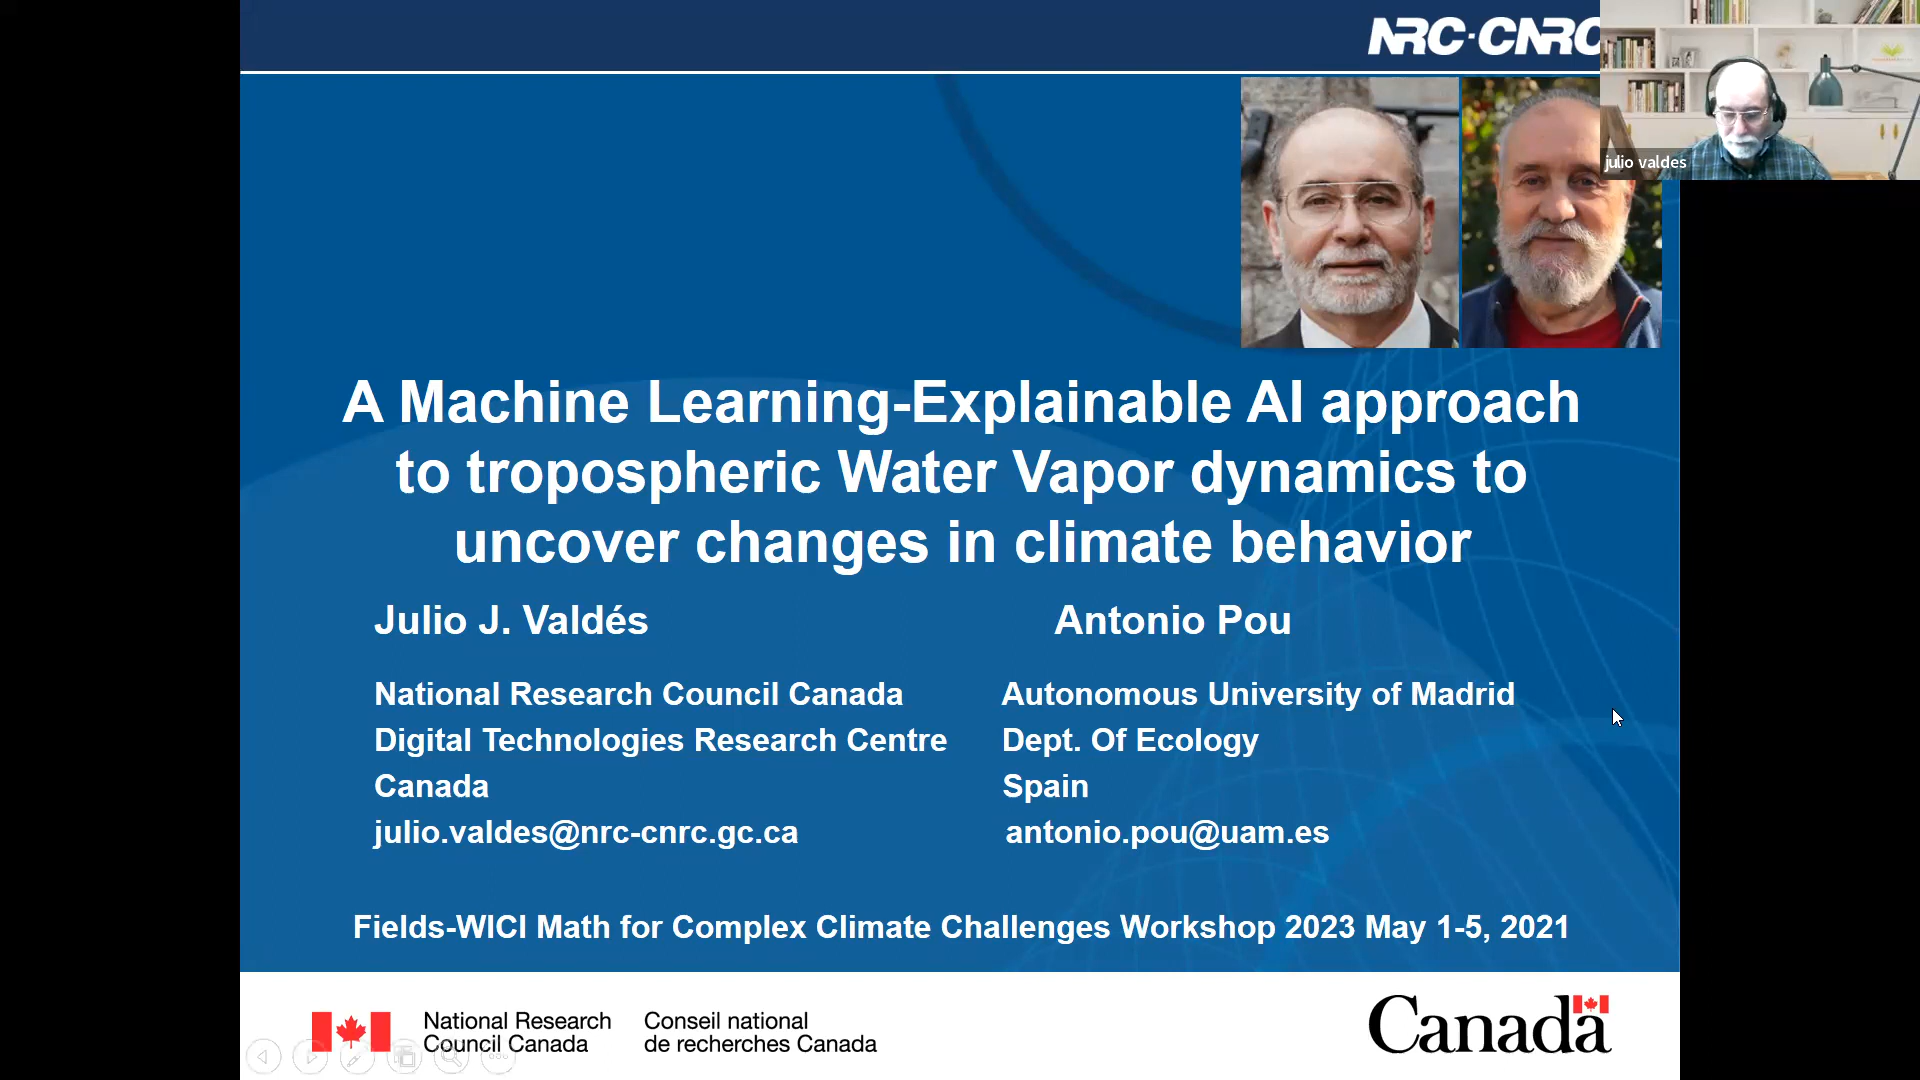 NRC·CNRC
julio valdes
A Machine Learning-Explainable AI approach
to tropospheric Water Vapor dynamics to
uncover changes in climate behavior
Julio J. Valdés
Antonio Pou
National Research Council Canada
Digital Technologies Research Centre
Canada
julio.valdes@nrc-cnrc.gc.ca
Autonomous University of Madrid
Dept. Of Ecology
Spain
antonio.pou@uam.es
Fields-WICI Math for Complex Climate Challenges Workshop 2023 May 1-5, 2021
National Research
Council Canada
Conseil national
de recherches Canada
Canada